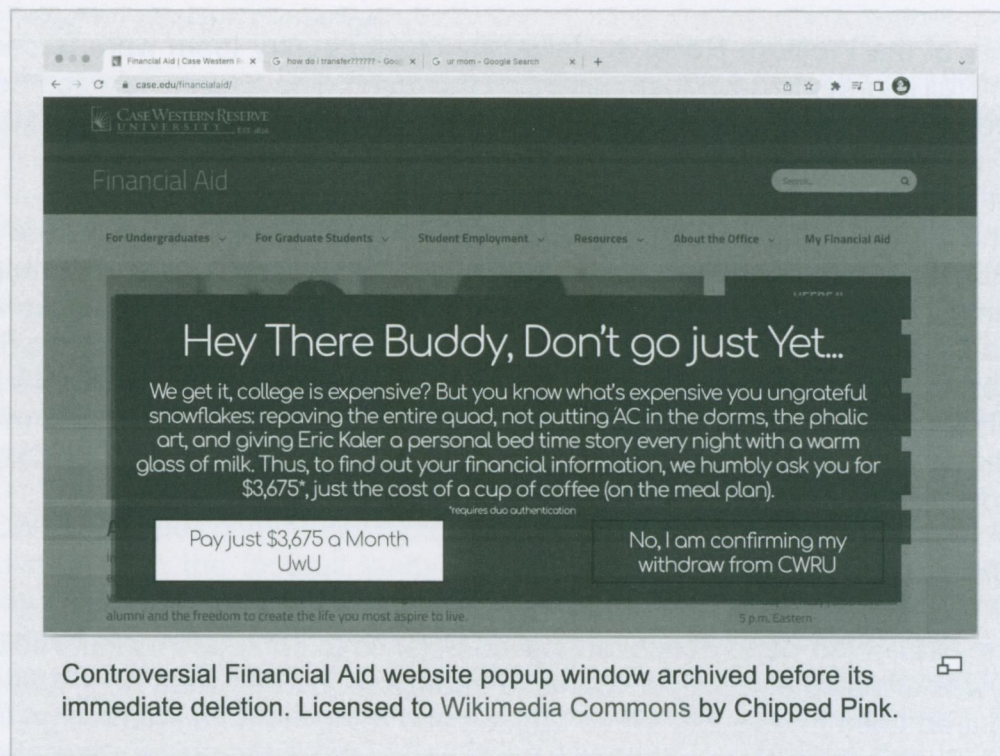 Financial Aid | Case Western R
how do i transfer?????? - Goo
ur mom - Google Search
case.edu/financialaid/
CASE WESTERN RESERVE
UNIVERSITY EST. 1826
Financial Aid
Search...
For Undergraduates
For Graduate Students
Student Employment
Resources
About the Office
My Financial Aid
Hey There Buddy, Don't go just Yet...
We get it, college is expensive? But you know what's expensive you ungrateful
snowflakes: repaving the entire quad, not putting AC in the dorms, the phalic
art, and giving Eric Kaler a personal bed time story every night with a warm
glass of milk. Thus, to find out your financial information, we humbly ask you for
$3,675*, just the cost of a cup of coffee (on the meal plan).
*requires duo authentication
Pay just $3,675 a Month
UwU
No, I am confirming my
withdraw from CWRU
alumni and the freedom to create the life you most aspire to live.
5 p.m. Eastern
Controversial Financial Aid website popup window archived before its
immediate deletion. Licensed to Wikimedia Commons by Chipped Pink.